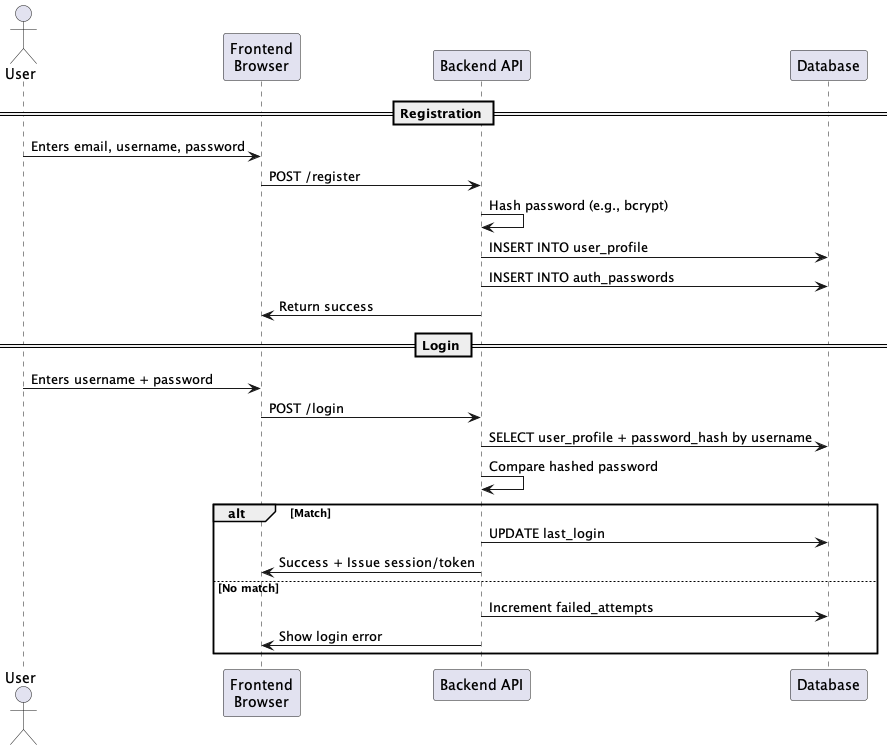 User
Frontend
Browser
Backend API
Database
Registration
Enters email, username, password
POST /register
Hash password (e.g., bcrypt)
INSERT INTO user_profile
INSERT INTO auth_passwords
Return success
Login
Enters username + password
POST /login
SELECT user_profile + password_hash by username
Compare hashed password
alt [Match]
UPDATE last_login
Success + Issue session/token
[No match]
Increment failed_attempts
Show login error
User
Frontend
Browser
Backend API
Database